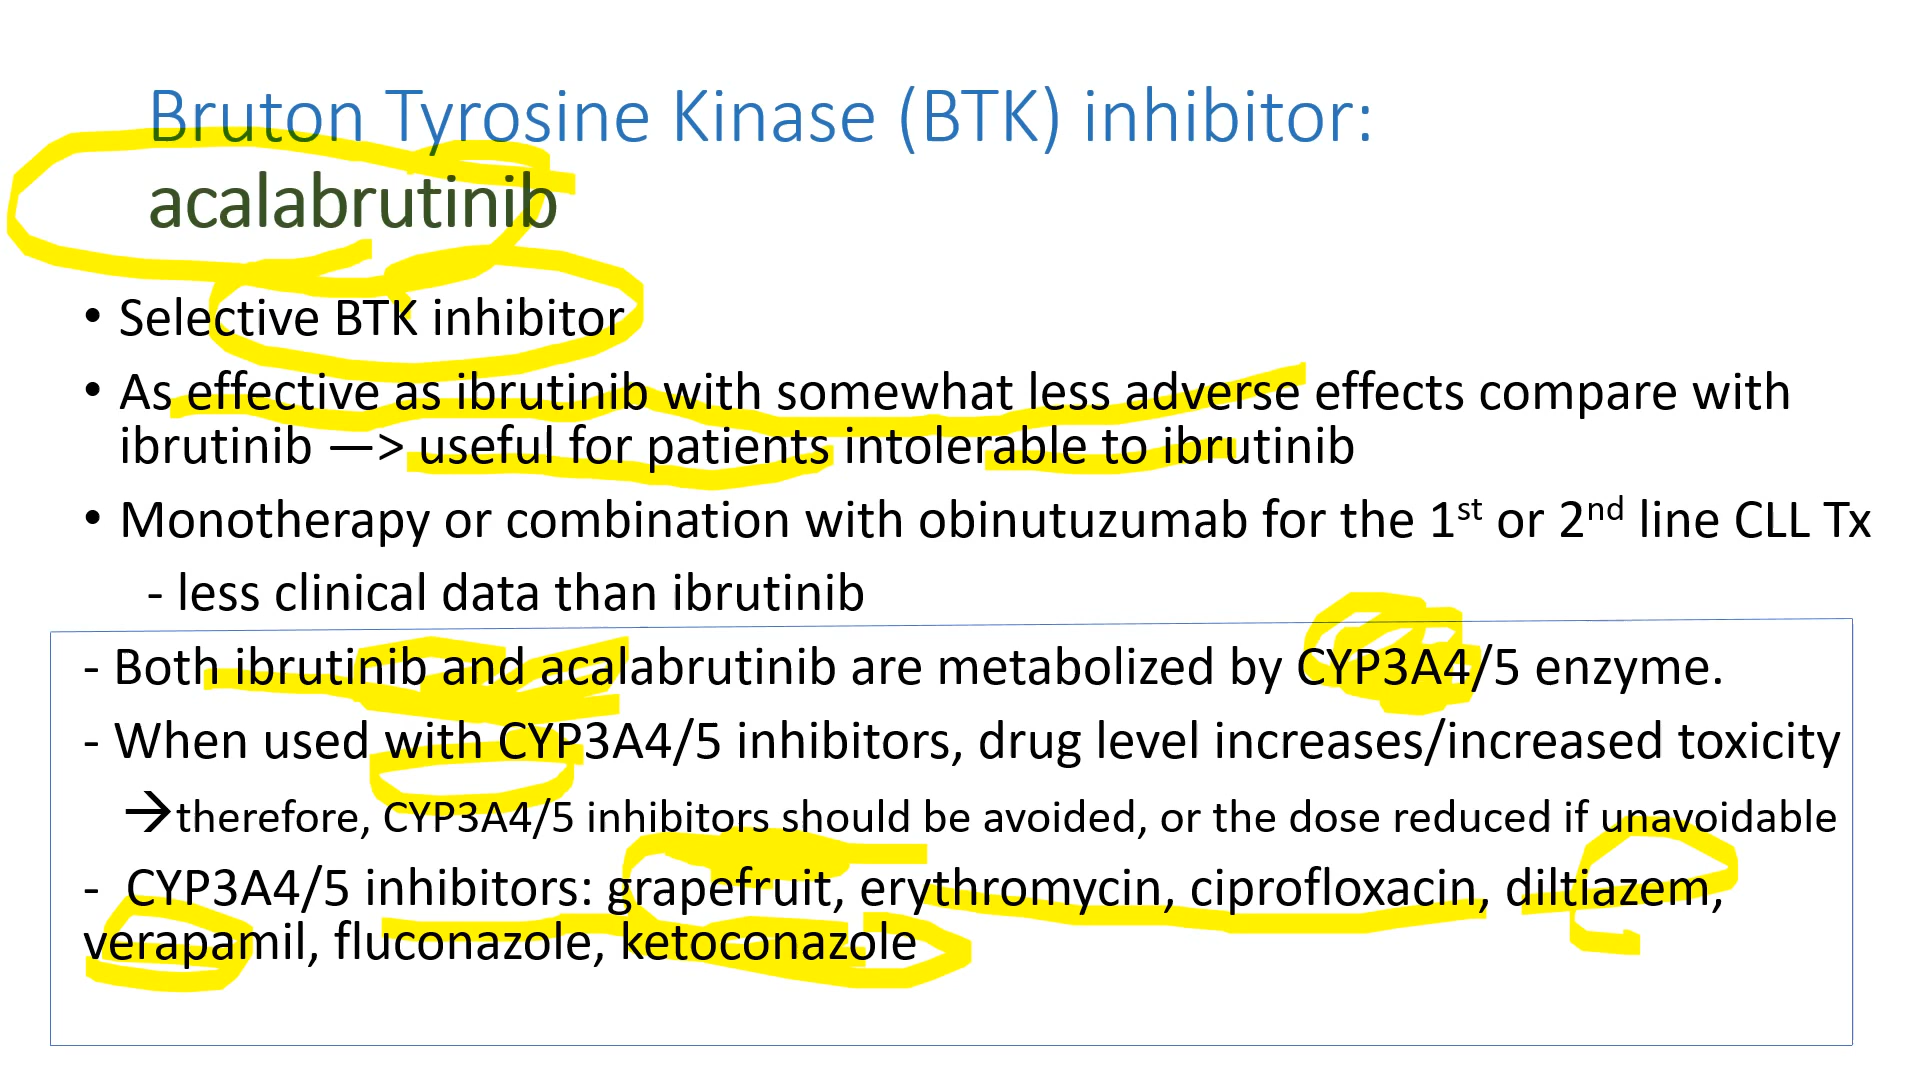 Bruton Tyrosine Kinase (BTK) inhibitor:
acalabrutinib
• Selective BTK inhibitor
• As effective as ibrutinib with somewhat less adverse effects compare with
ibrutinib —> useful for patients intolerable to ibrutinib
• Monotherapy or combination with obinutuzumab for the 1st or 2nd line CLL Tx
- less clinical data than ibrutinib
- Both ibrutinib and acalabrutinib are metabolized by CYP3A4/5 enzyme.
- When used with CYP3A4/5 inhibitors, drug level increases/increased toxicity
→therefore, CYP3A4/5 inhibitors should be avoided, or the dose reduced if unavoidable
- CYP3A4/5 inhibitors: grapefruit, erythromycin, ciprofloxacin, diltiazem,
verapamil, fluconazole, ketoconazole